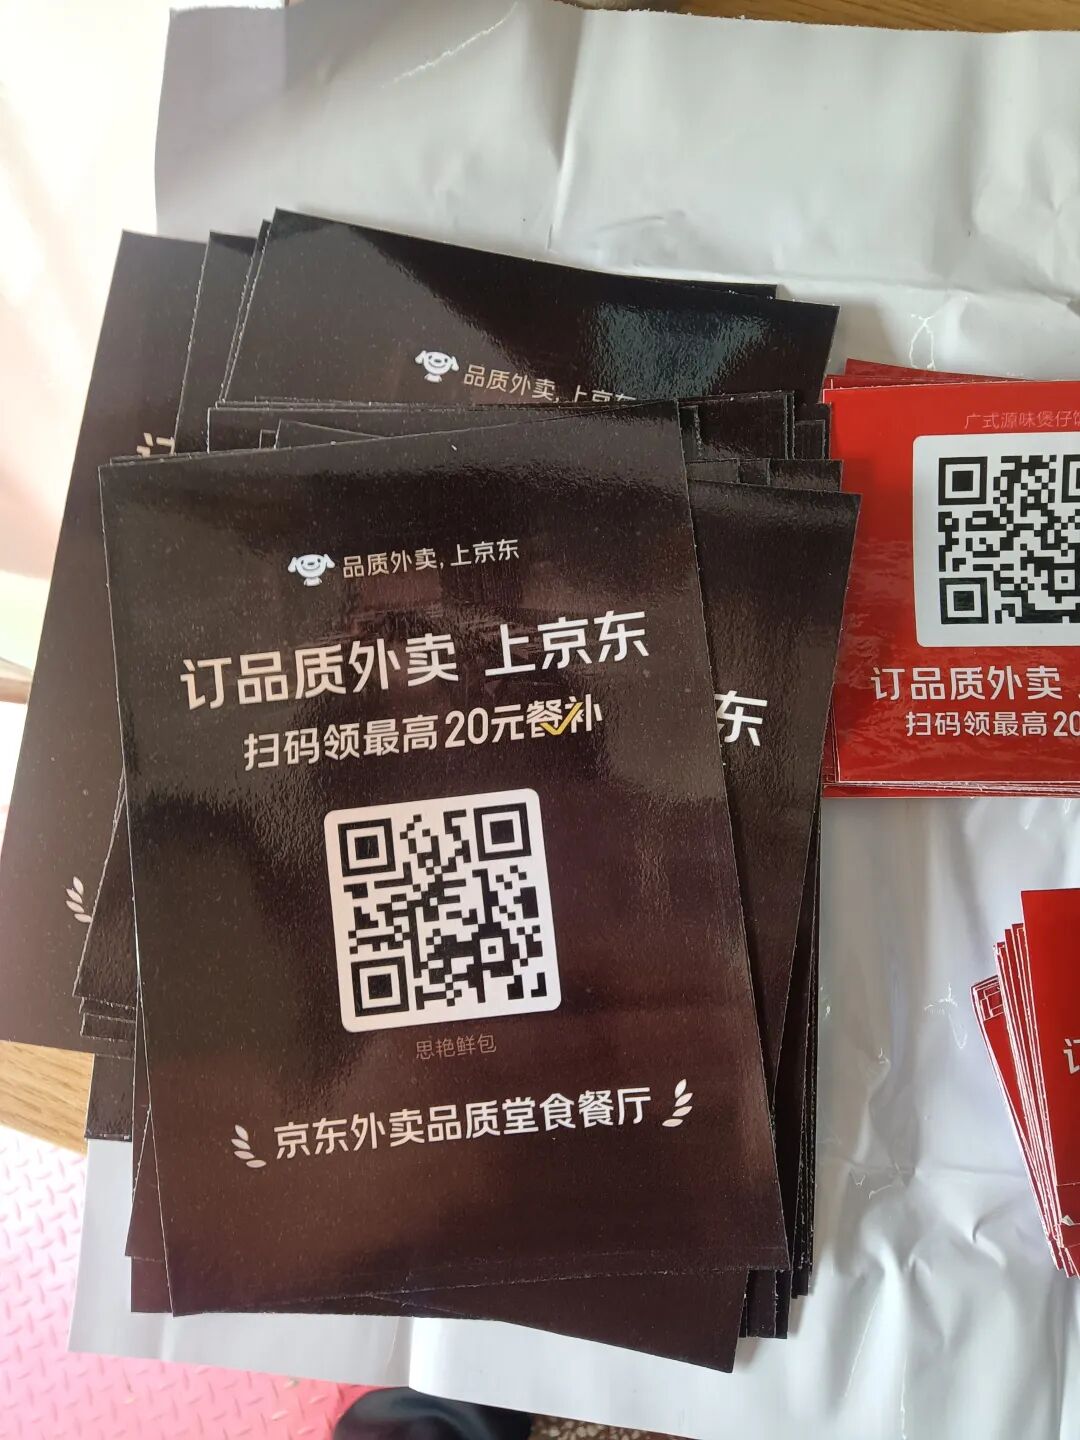 品质外卖,上京东
品质外卖,上京东
订品质外卖 上京东
扫码领最高20元餐补
思艳鲜包
京东外卖品质堂食餐厅
东
广式源味煲仔
订品质外卖
扫码领最高20
订